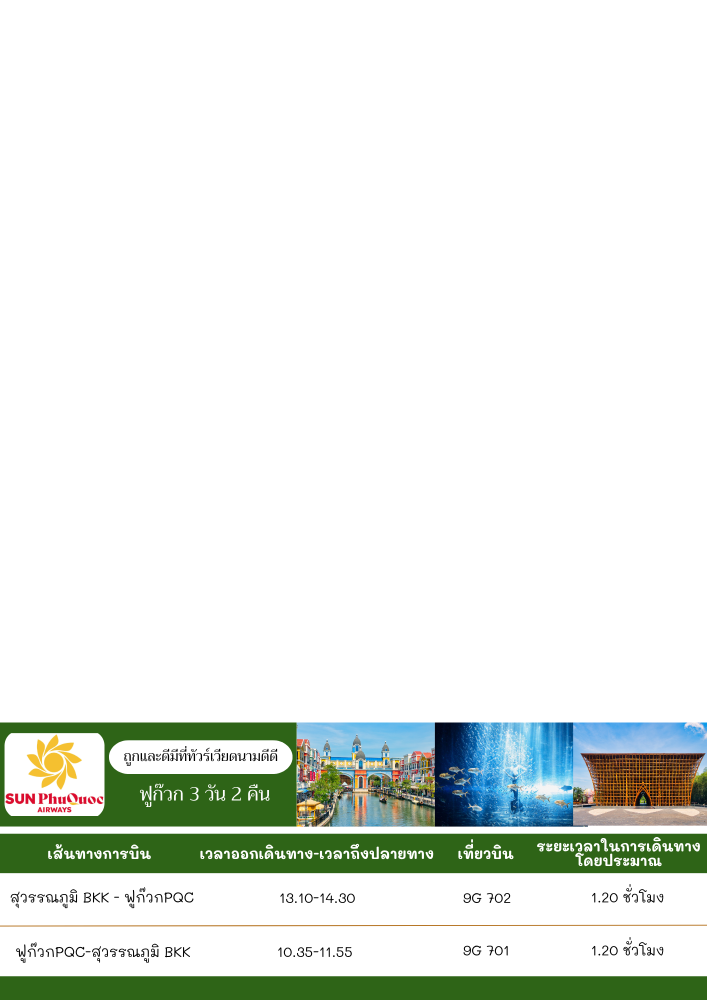 SUN PhuQuoc
AIRWAYS
ถูกและดีมีที่ทัวร์เวียดนามดีดี
ฟูก๊วก 3 วัน 2 คืน
เส้นทางการบิน เวลาออกเดินทาง-เวลาถึงปลายทาง เที่ยวบิน ระยะเวลาในการเดินทาง
โดยประมาณ
สุวรรณภูมิ BKK - ฟูก๊วกPQC 13.10-14.30 9G 702 1.20 ชั่วโมง
ฟูก๊วกPQC-สุวรรณภูมิ BKK 10.35-11.55 9G 701 1.20 ชั่วโมง